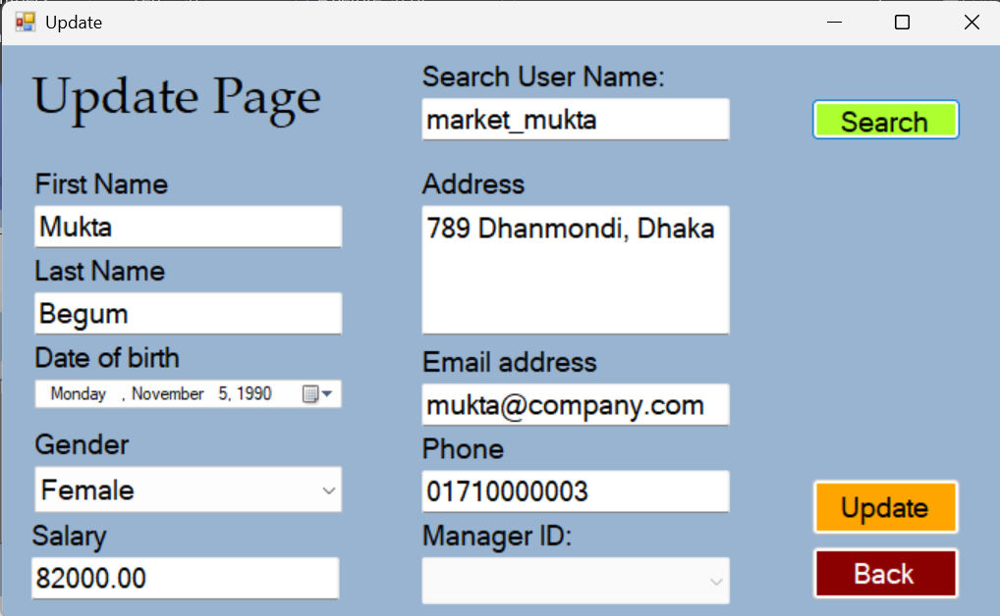 Update
Update Page
Search User Name:
market_mukta
Search
First Name
Mukta
Last Name
Begum
Date of birth
Monday , November 5, 1990
Gender
Female
Salary
82000.00
Address
789 Dhanmondi, Dhaka
Email address
mukta@company.com
Phone
01710000003
Manager ID:
Update
Back